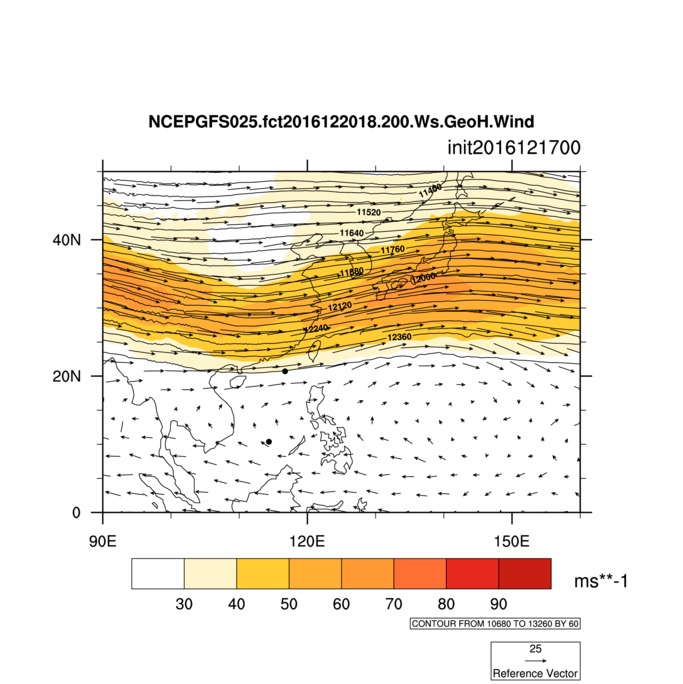 NCEPGFS025.fct2016122018.200.Ws.GeoH.Wind
init2016121700
11400
11520
11640
40N
11760
11880
12000
12120
12240
12360
20N
0
90E 120E 150E
ms**-1
30 40 50 60 70 80 90
CONTOUR FROM 10680 TO 13260 BY 60
25
Reference Vector